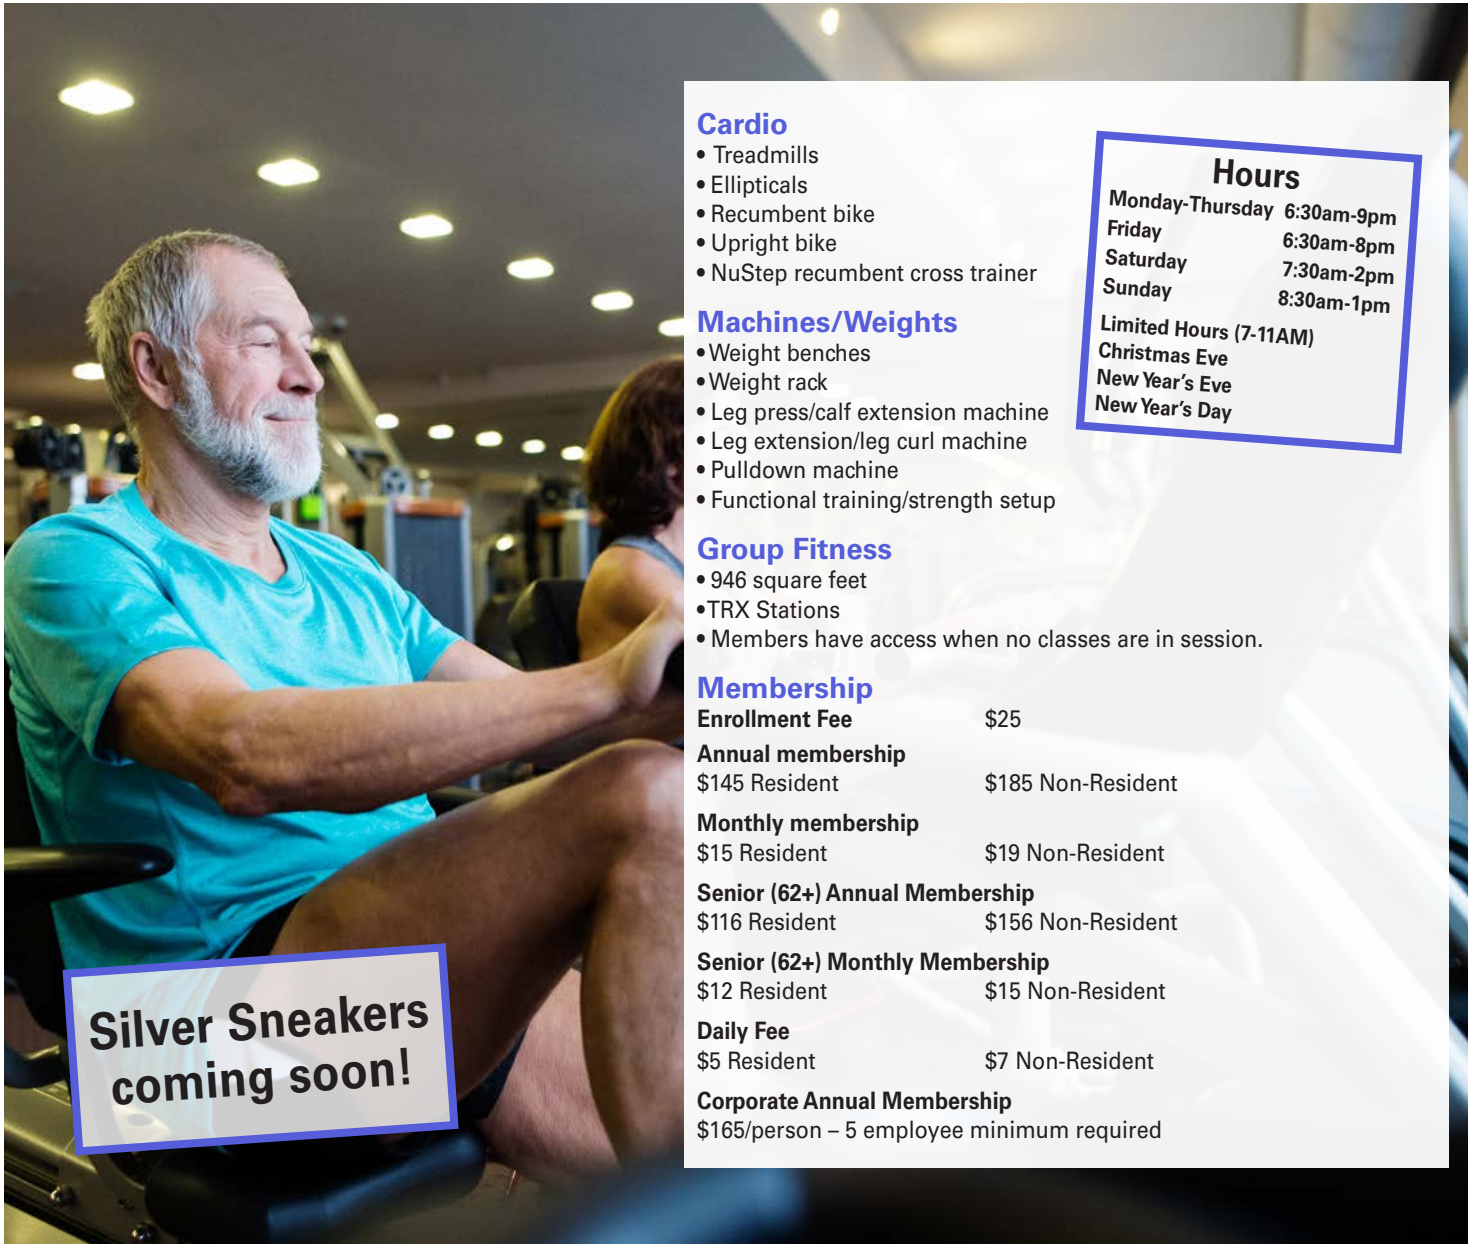 Cardio
• Treadmills
• Ellipticals
• Recumbent bike
• Upright bike
• NuStep recumbent cross trainer
Machines/Weights
• Weight benches
• Weight rack
• Leg press/calf extension machine
• Leg extension/leg curl machine
• Pulldown machine
• Functional training/strength setup
Group Fitness
• 946 square feet
• TRX Stations
• Members have access when no classes are in session.
Membership
Enrollment Fee $25
Annual membership
$145 Resident $185 Non-Resident
Monthly membership
$15 Resident $19 Non-Resident
Senior (62+) Annual Membership
$116 Resident $156 Non-Resident
Senior (62+) Monthly Membership
$12 Resident $15 Non-Resident
Daily Fee
$5 Resident $7 Non-Resident
Corporate Annual Membership
$165/person – 5 employee minimum required
Hours
Monday-Thursday 6:30am-9pm
Friday 6:30am-8pm
Saturday 7:30am-2pm
Sunday 8:30am-1pm
Limited Hours (7-11AM)
Christmas Eve
New Year's Eve
New Year's Day
Silver Sneakers
coming soon!